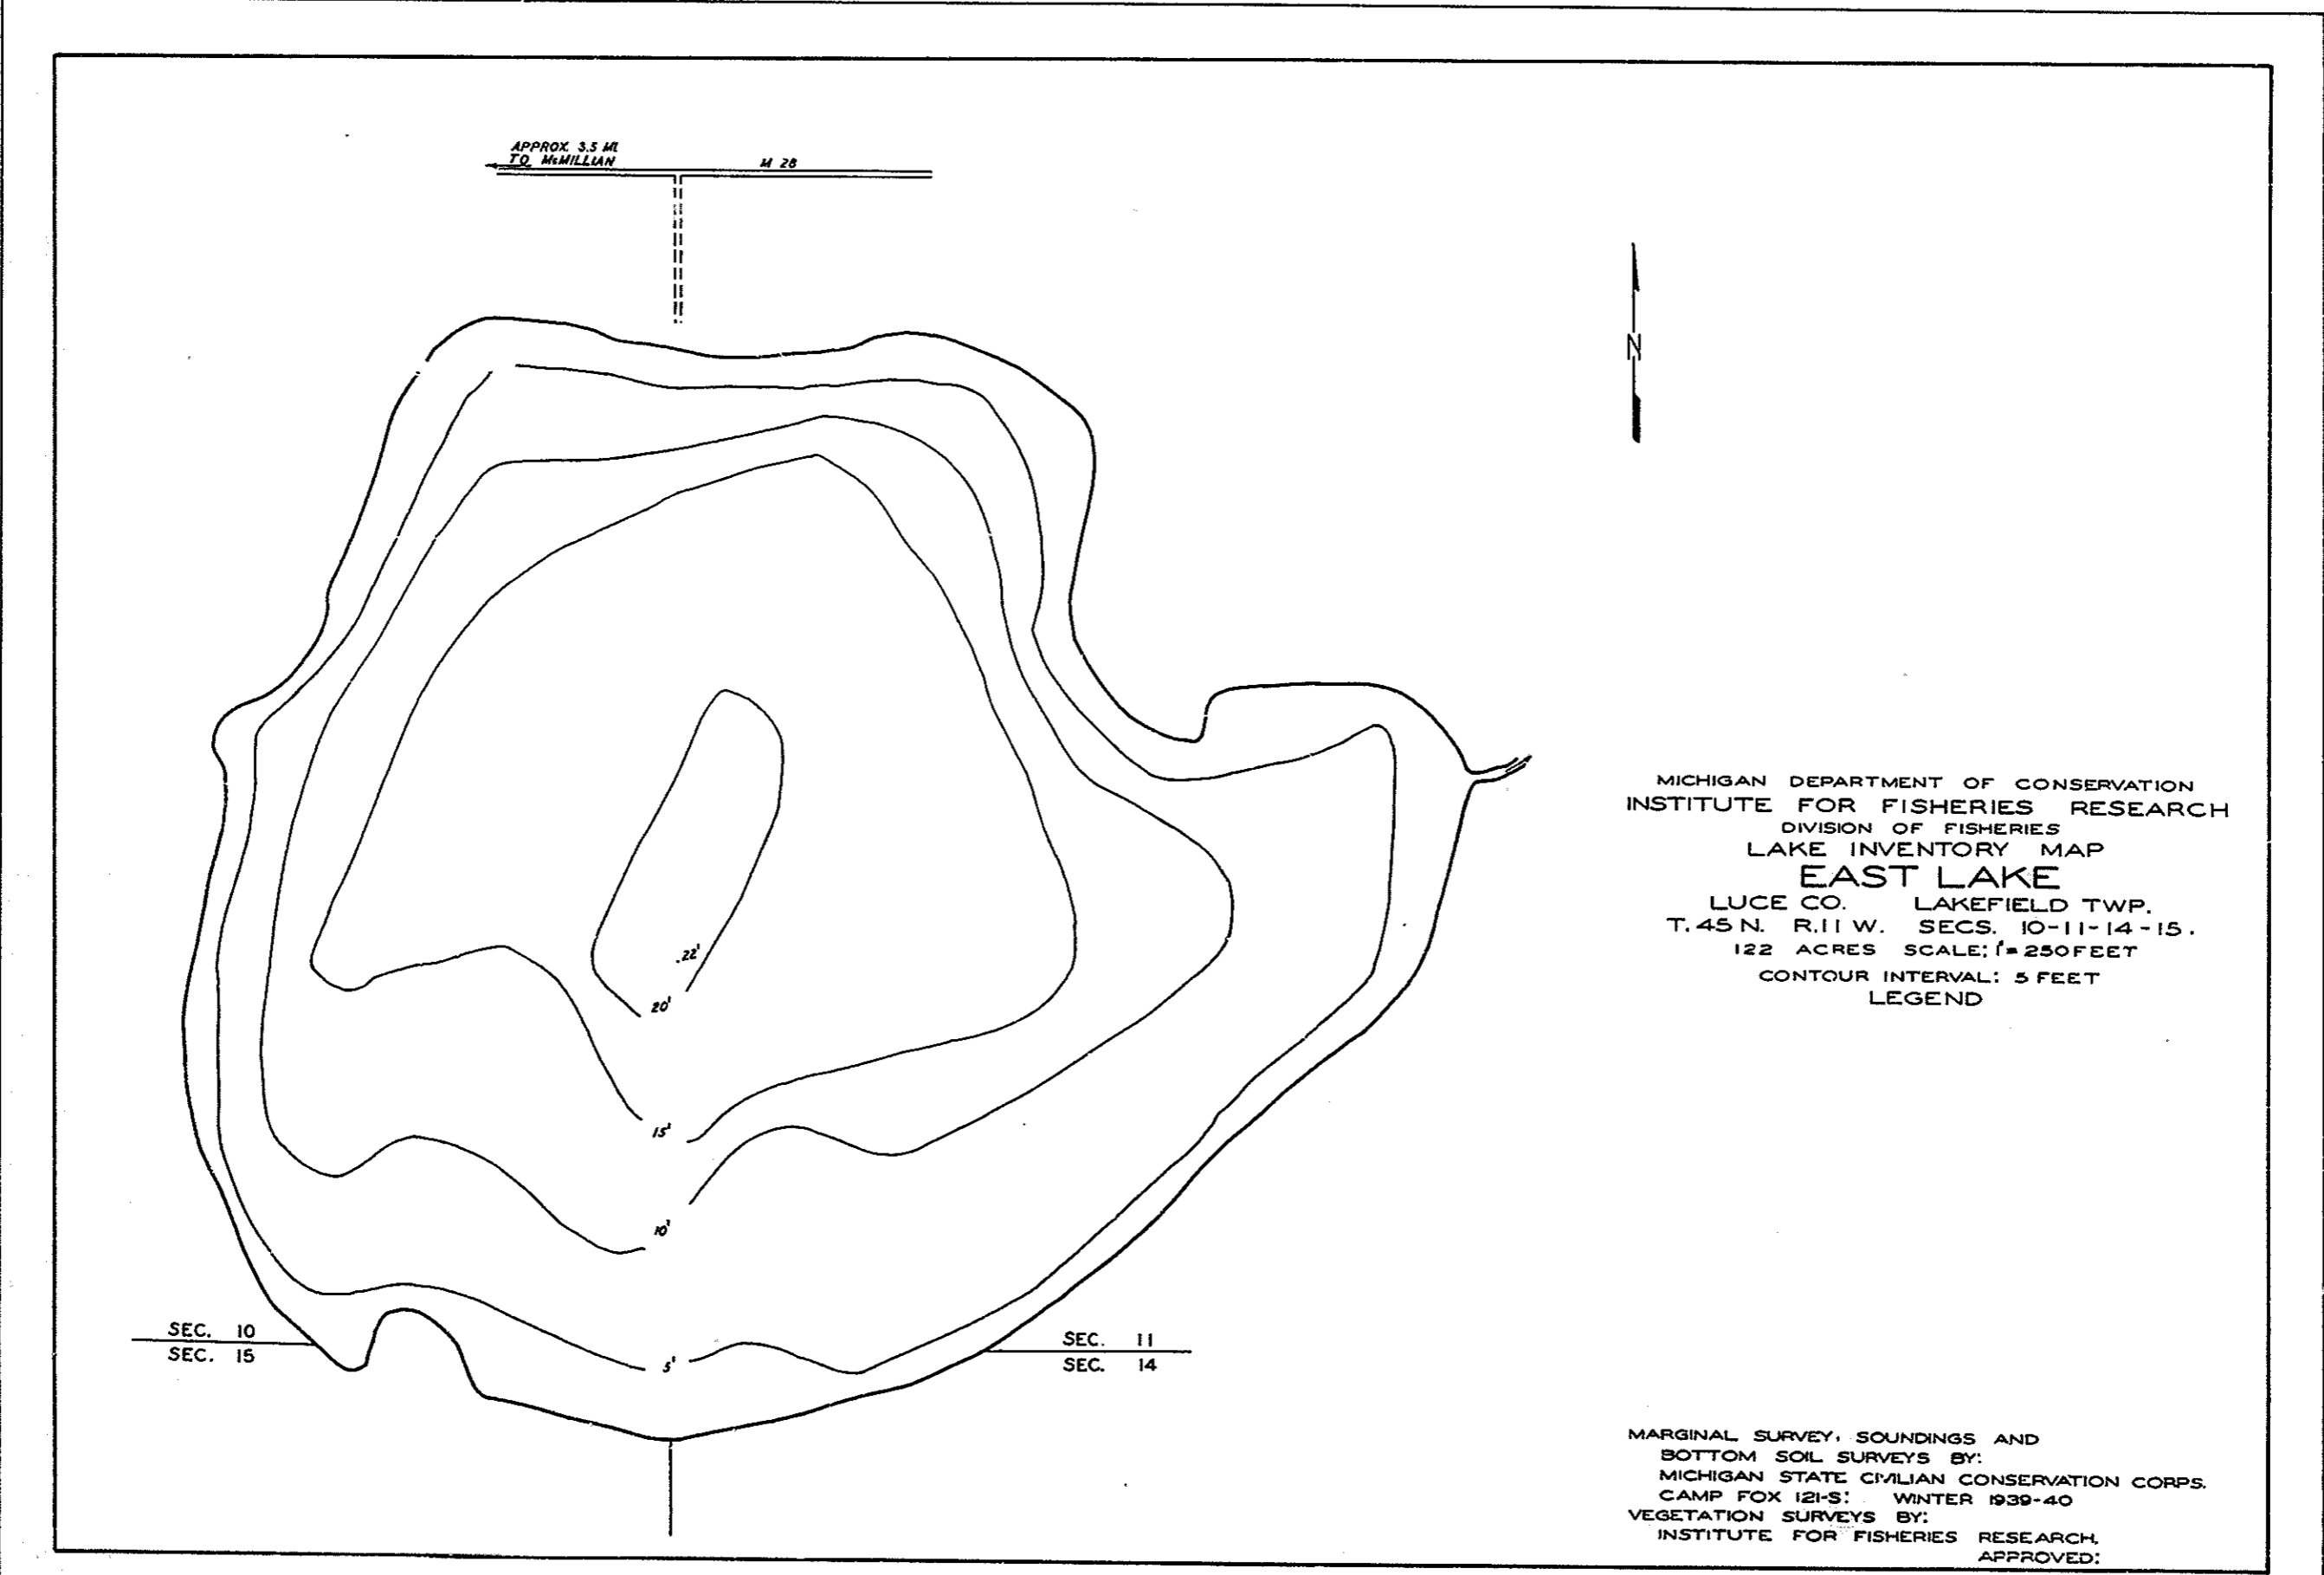 APPROX. 3.5 MI.
TO McMILLIAN
M 28
N
22'
20'
15'
10'
5'
SEC. 10
SEC. 15
SEC. 11
SEC. 14
MICHIGAN DEPARTMENT OF CONSERVATION
INSTITUTE FOR FISHERIES RESEARCH
DIVISION OF FISHERIES
LAKE INVENTORY MAP
EAST LAKE
LUCE CO. LAKEFIELD TWP.
T. 45 N. R. 11 W. SECS. 10-11-14-15.
122 ACRES SCALE; 1"=250 FEET
CONTOUR INTERVAL: 5 FEET
LEGEND
MARGINAL SURVEY, SOUNDINGS AND
BOTTOM SOIL SURVEYS BY:
MICHIGAN STATE CIVILIAN CONSERVATION CORPS.
CAMP FOX 121-S: WINTER 1939-40
VEGETATION SURVEYS BY:
INSTITUTE FOR FISHERIES RESEARCH.
APPROVED: